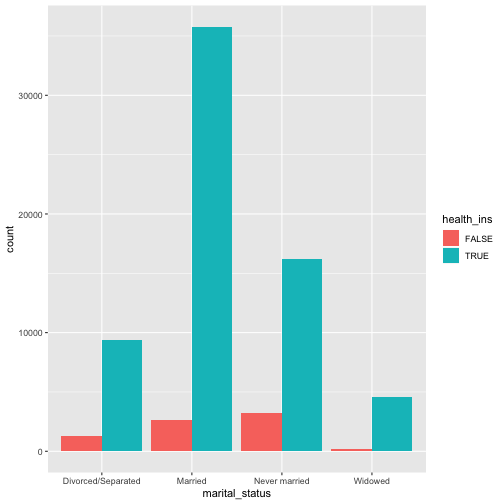 30000
20000
10000
0
count
Divorced/Separated
Married
Never married
Widowed
marital_status
health_ins
FALSE
TRUE